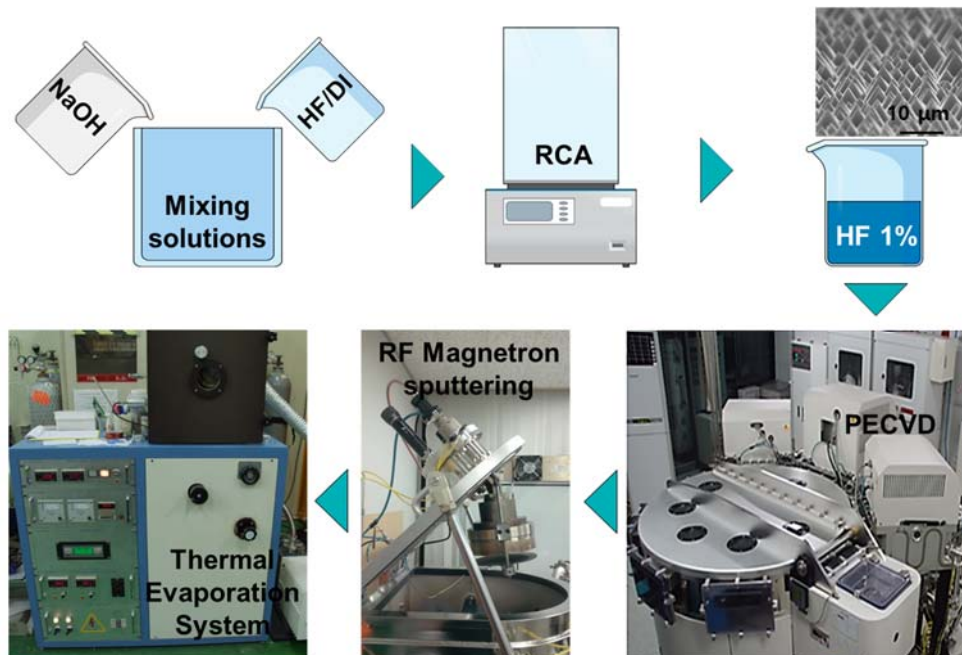 NaOH
HF/DI
Mixing
solutions
RCA
10 μm
HF 1%
RF Magnetron
sputtering
PECVD
Thermal
Evaporation
System